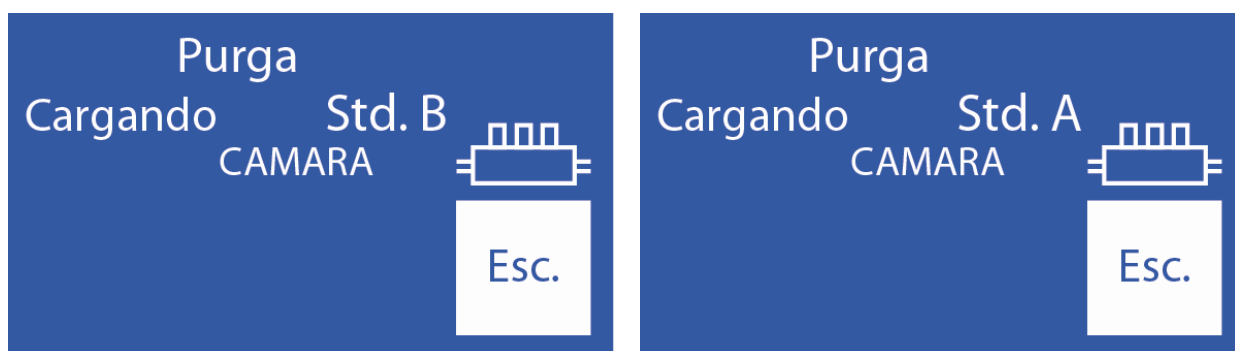 Purga
Cargando Std. B
CAMARA
Esc.
Purga
Cargando Std. A
CAMARA
Esc.